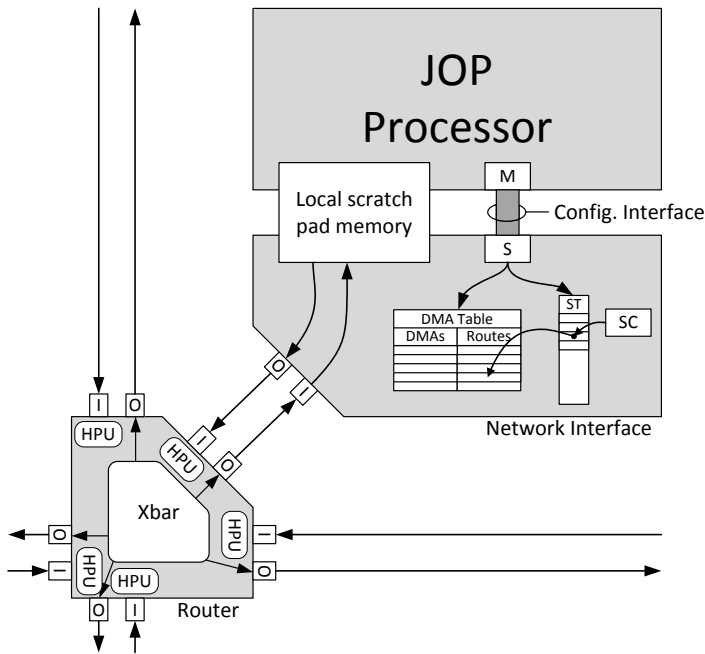 JOP
Processor
M
Local scratch
pad memory
Config. Interface
S
ST
DMA Table
DMAs
Routes
SC
O
I
Network Interface
I
O
I
O
HPU
HPU
Xbar
O
HPU
I
I
HPU
HPU
O
Router
O
I